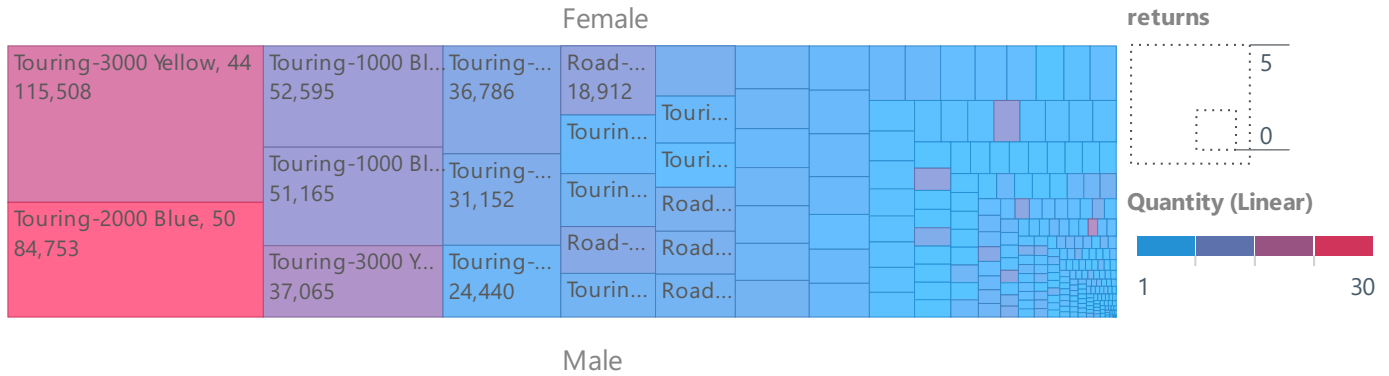 Female
Touring-3000 Yellow, 44
115,508
Touring-2000 Blue, 50
84,753
Touring-1000 Bl...
52,595
Touring-1000 Bl...
51,165
Touring-3000 Y...
37,065
Touring-...
36,786
Touring-...
31,152
Touring-...
24,440
Road-...
18,912
Tourin...
Tourin...
Road-...
Tourin...
Touri...
Touri...
Road...
Road...
Road...
Male
returns
5
0
Quantity (Linear)
1
30